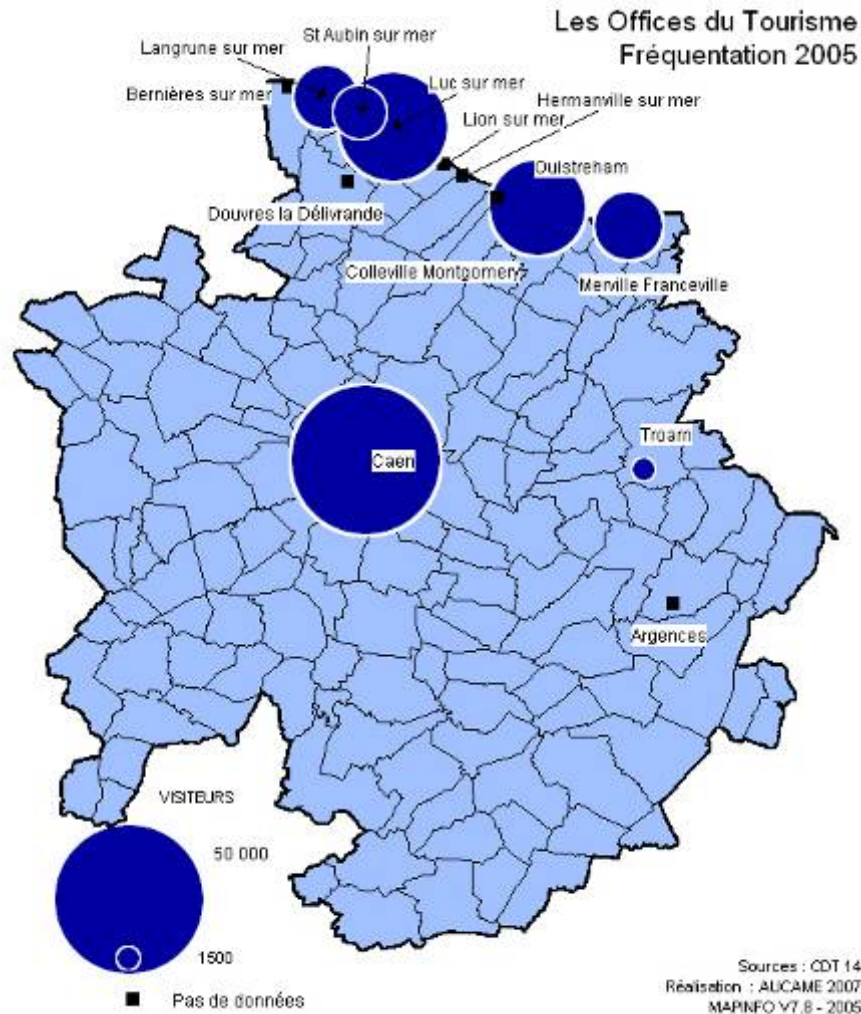 Les Offices du Tourisme
Fréquentation 2005
Langrune sur mer
St Aubin sur mer
Bernières sur mer
Luc sur mer
Hermanville sur mer
Lion sur mer
Ouistreham
Douvres la Délivrande
Colleville Montgomery
Merville Franceville
Caen
Troarn
Argences
VISITEURS
50 000
1500
Pas de données
Sources : CDT 14
Réalisation : AUCAME 2007
MAPINFO V7.8 - 2005